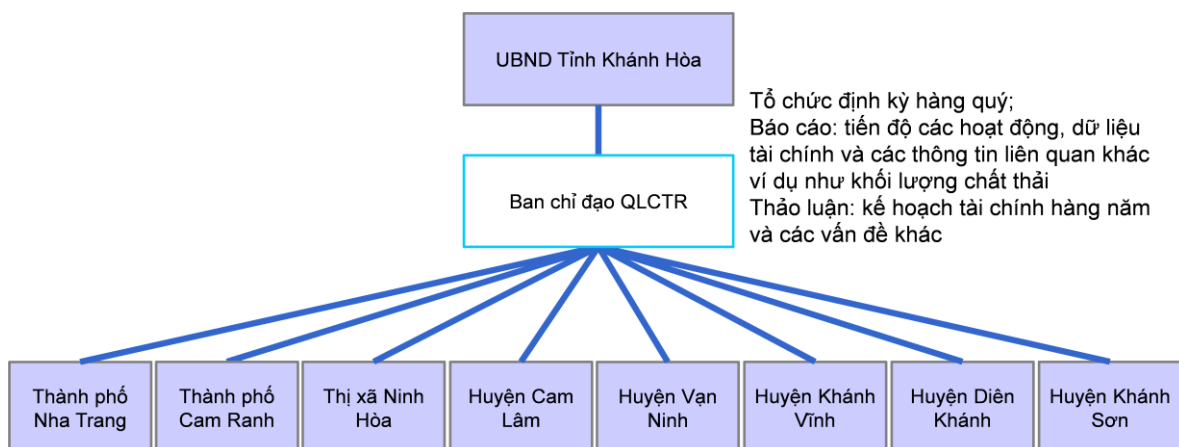 UBND Tỉnh Khánh Hòa
Tổ chức định kỳ hàng quý;
Báo cáo: tiến độ các hoạt động, dữ liệu
tài chính và các thông tin liên quan khác
ví dụ như khối lượng chất thải
Thảo luận: kế hoạch tài chính hàng năm
và các vấn đề khác
Ban chỉ đạo QLCTR
Thành phố
Nha Trang
Thành phố
Cam Ranh
Thị xã Ninh
Hòa
Huyện Cam
Lâm
Huyện Vạn
Ninh
Huyện Khánh
Vĩnh
Huyện Diên
Khánh
Huyện Khánh
Sơn